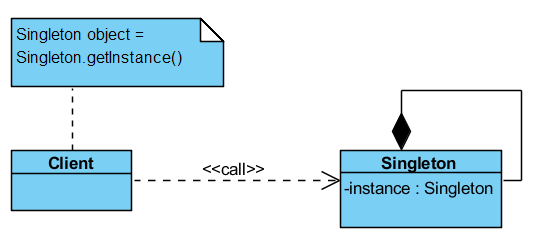 Singleton object =
Singleton.getInstance()
Client
<<call>>
Singleton
-instance : Singleton